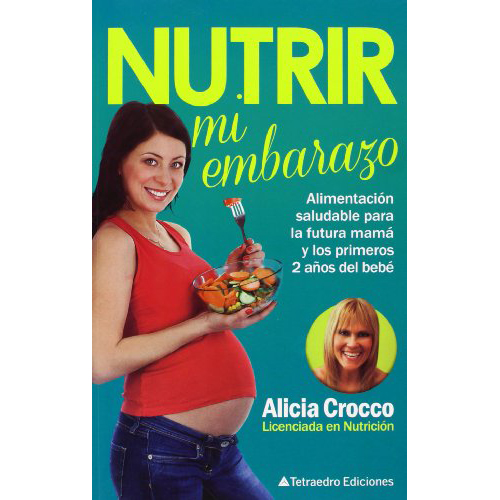 NUTRIR
mi
embarazo
Alimentación
saludable para
la futura mamá
y los primeros
2 años del bebé
Alicia Crocco
Licenciada en Nutrición
Tetraedro Ediciones